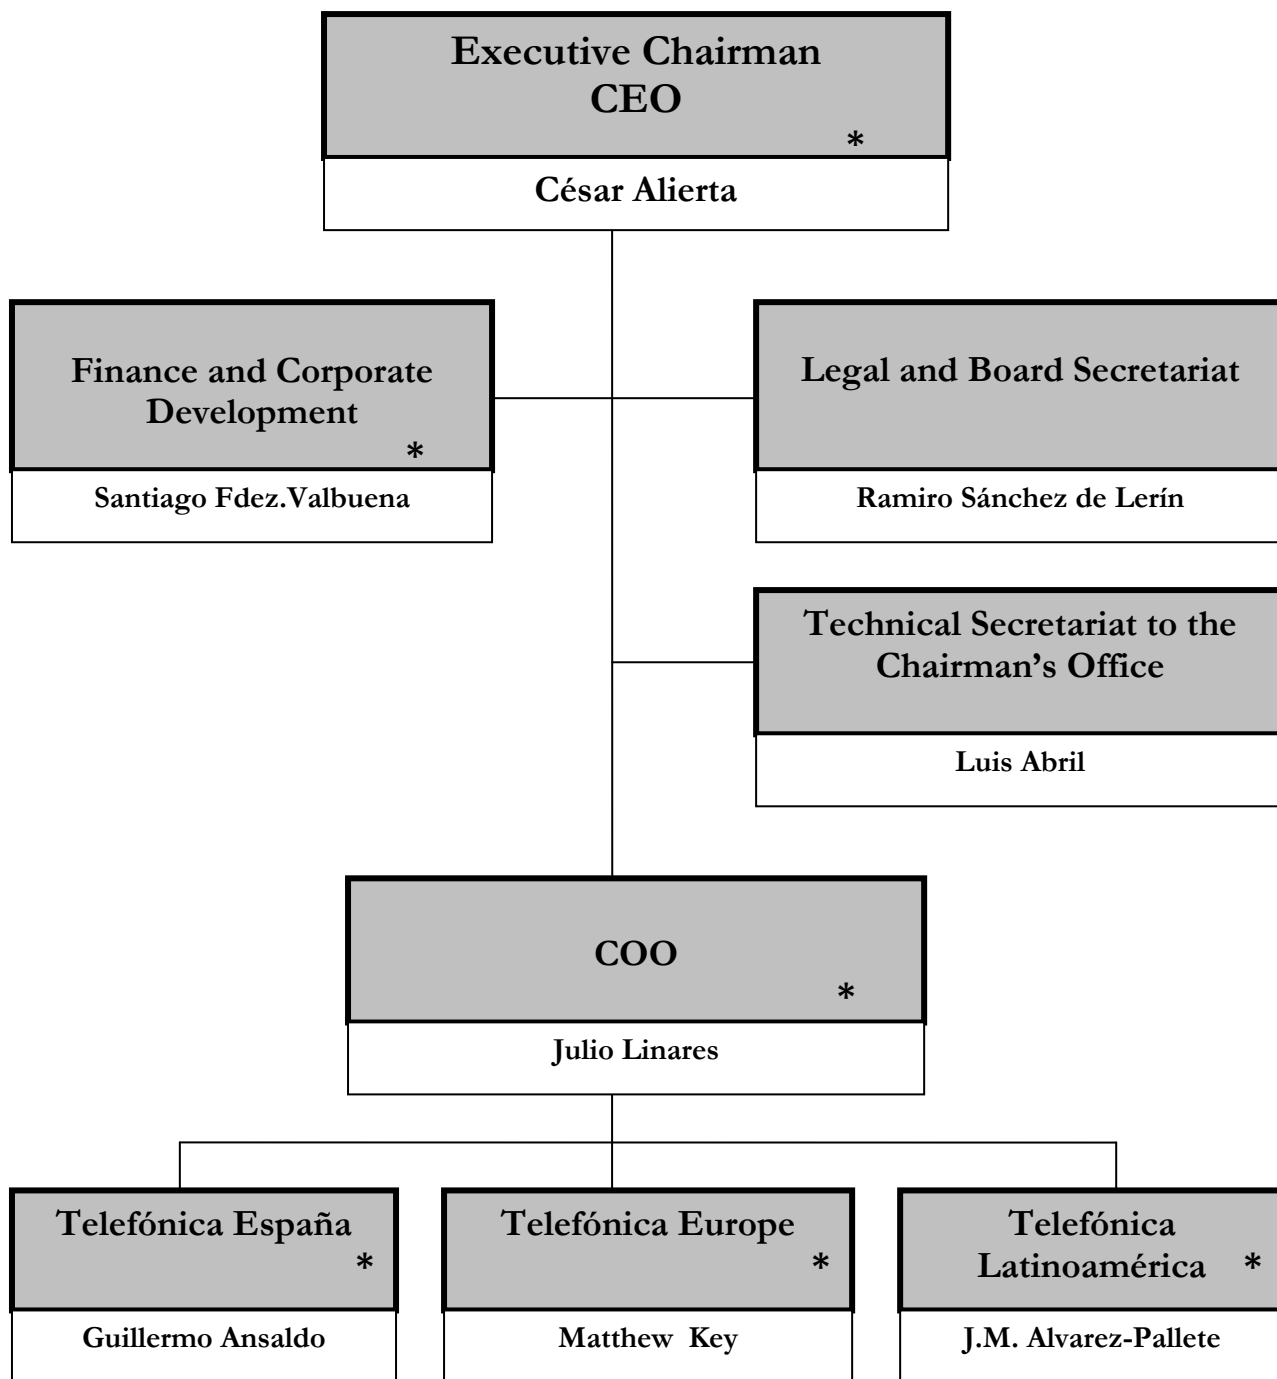 Executive Chairman
CEO
*
César Alierta
Finance and Corporate
Development
*
Santiago Fdez.Valbuena
Legal and Board Secretariat
Ramiro Sánchez de Lerín
Technical Secretariat to the
Chairman’s Office
Luis Abril
COO
*
Julio Linares
Telefónica España
*
Guillermo Ansaldo
Telefónica Europe
*
Matthew Key
Telefónica
Latinoamérica *
J.M. Alvarez-Pallete